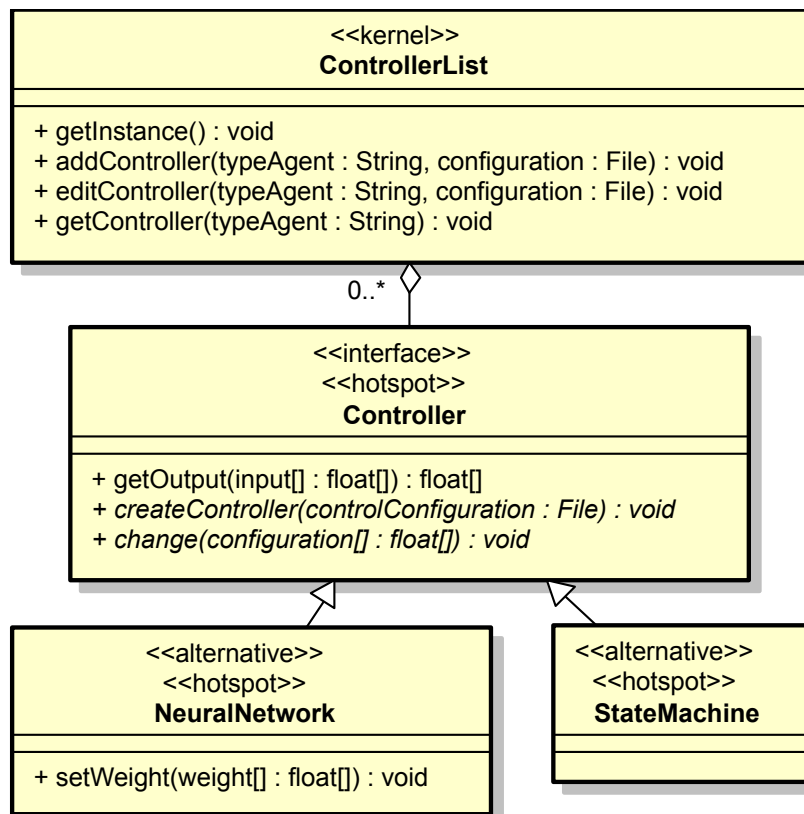 <<kernel>>
ControllerList
+ getInstance() : void
+ addController(typeAgent : String, configuration : File) : void
+ editController(typeAgent : String, configuration : File) : void
+ getController(typeAgent : String) : void
0..*
<<interface>>
<<hotspot>>
Controller
+ getOutput(input[] : float[]) : float[]
+ createController(controlConfiguration : File) : void
+ change(configuration[] : float[]) : void
<<alternative>>
<<hotspot>>
NeuralNetwork
+ setWeight(weight[] : float[]) : void
<<alternative>>
<<hotspot>>
StateMachine